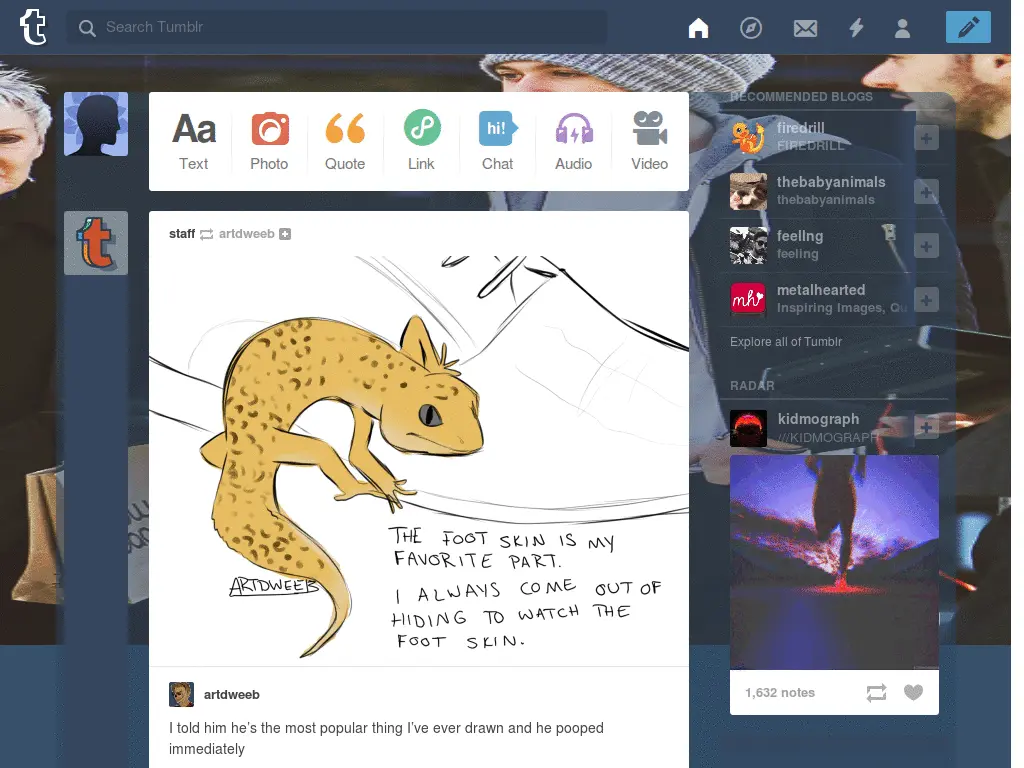 Search Tumblr
Aa
hi!
Text
Photo
Quote
Link
Chat
Audio
Video
staff artdweeb
THE FOOT SKIN IS MY
FAVORITE PART.
I ALWAYS COME OUT OF
HIDING TO WATCH THE
FOOT SKIN.
ARTDWEEB
artdweeb
I told him he's the most popular thing I've ever drawn and he pooped
immediately
RECOMMENDED BLOGS
firedrill
FIREDRILL
thebabyanimals
thebabyanimals
feellng
feeling
mh
metalhearted
Inspiring Images, Qu
Explore all of Tumblr
RADAR
kidmograph
///KIDMOGRAPH
1,632 notes